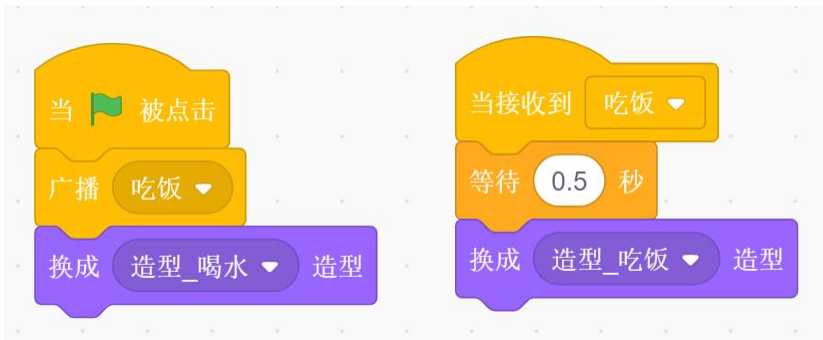 当 被点击
广播 吃饭
换成 造型_喝水 造型
当接收到 吃饭
等待 0.5 秒
换成 造型_吃饭 造型